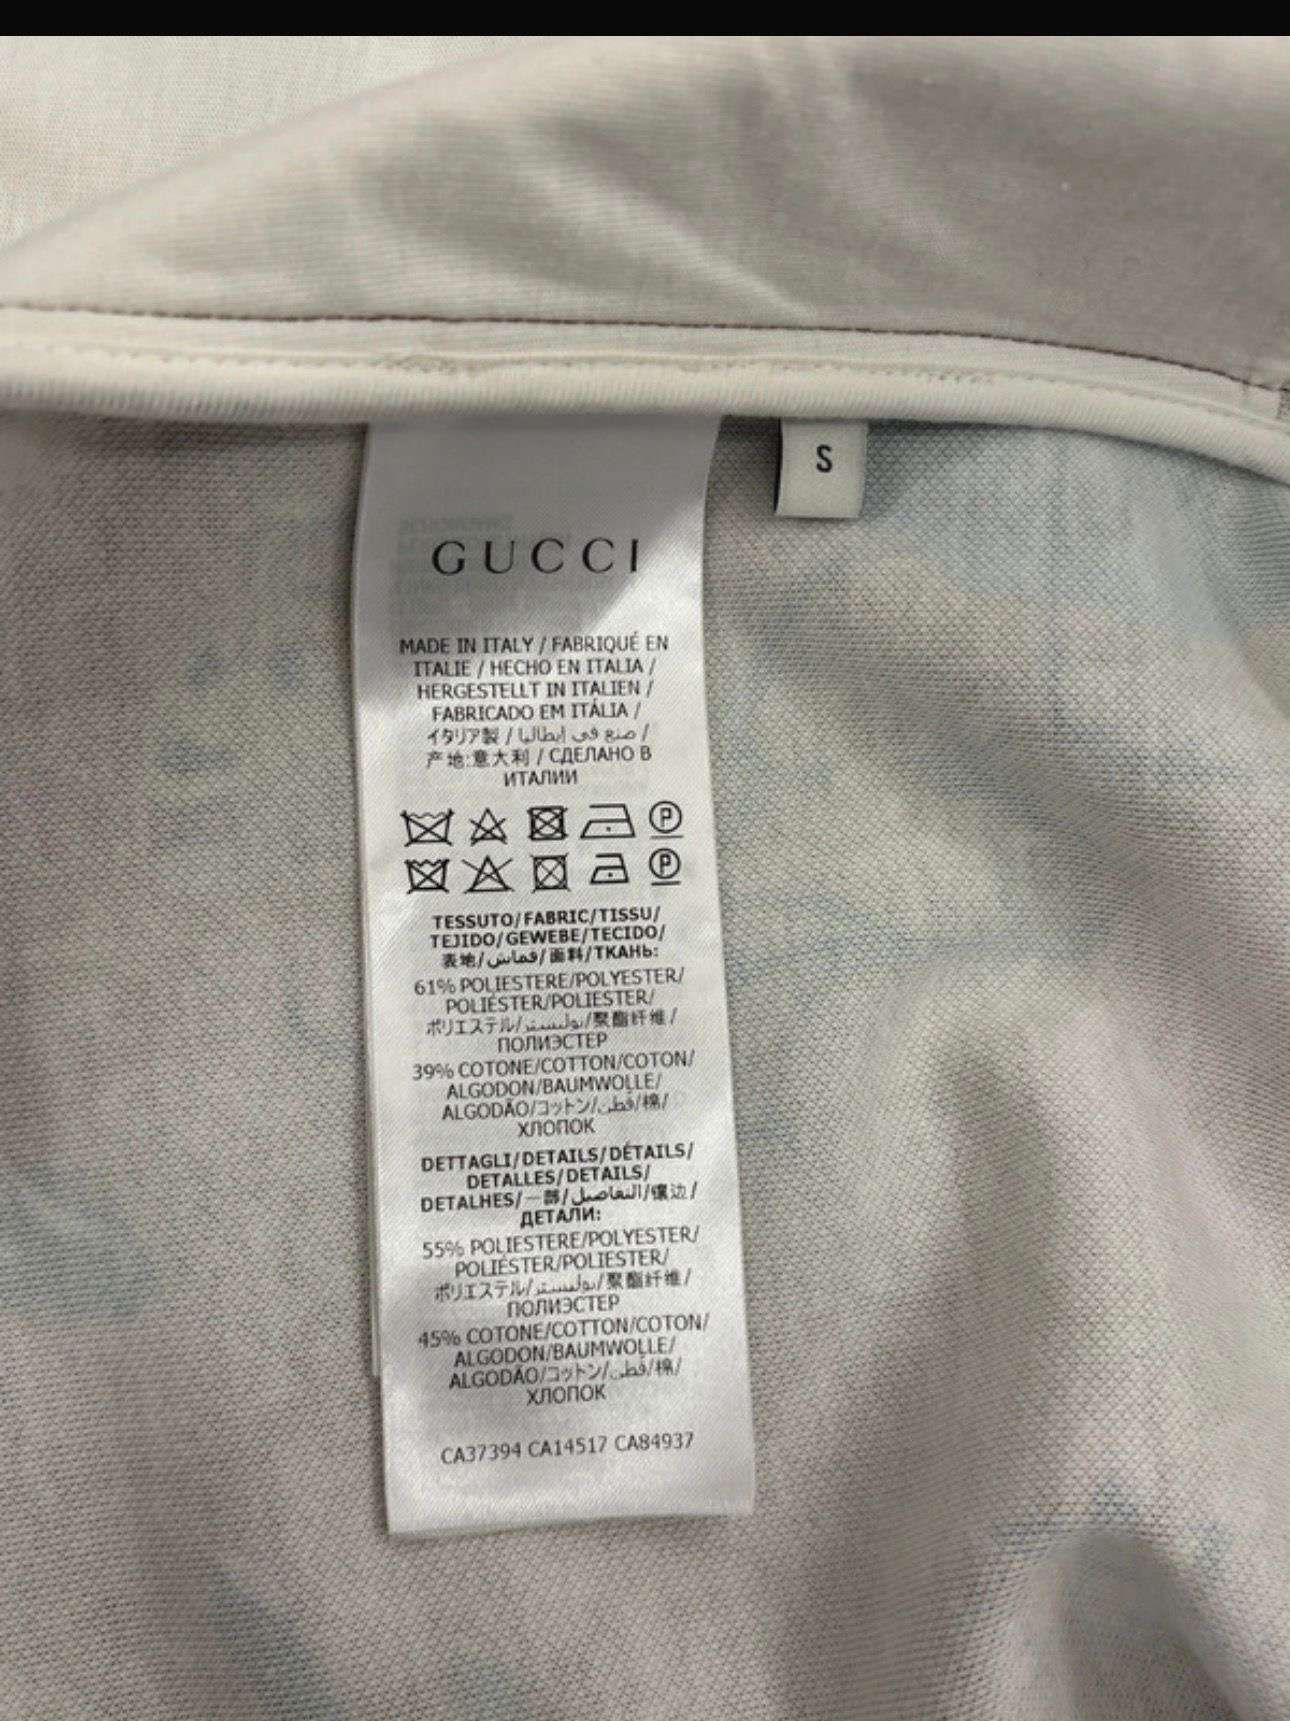 S
GUCCI
MADE IN ITALY / FABRIQUÉ EN
ITALIE / HECHO EN ITALIA /
HERGESTELLT IN ITALIEN /
FABRICADO EM ITÁLIA /
イタリア製 / صنع في إيطاليا /
产地:意大利 / СДЕЛАНО В
ИТАЛИИ
P
P
TESSUTO/FABRIC/TISSU/
TEJIDO/GEWEBE/TECIDO/
表地/قماش/面料/ТКАНЬ:
61% POLIESTERE/POLYESTER/
POLIÉSTER/POLIESTER/
ポリエステル/بوليستر/聚酯纤维/
ПОЛИЭСТЕР
39% COTONE/COTTON/COTON/
ALGODON/BAUMWOLLE/
ALGODÃO/コットン/قطن/棉/
ХЛОПОК
DETTAGLI/DETAILS/DÉTAILS/
DETALLES/DETAILS/
DETALHES/一部/التفاصيل/镶边/
ДЕТАЛИ:
55% POLIESTERE/POLYESTER/
POLIÉSTER/POLIESTER/
ポリエステル/بوليستر/聚酯纤维/
ПОЛИЭСТЕР
45% COTONE/COTTON/COTON/
ALGODON/BAUMWOLLE/
ALGODÃO/コットン/قطن/棉/
ХЛОПОК
CA37394 CA14517 CA84937